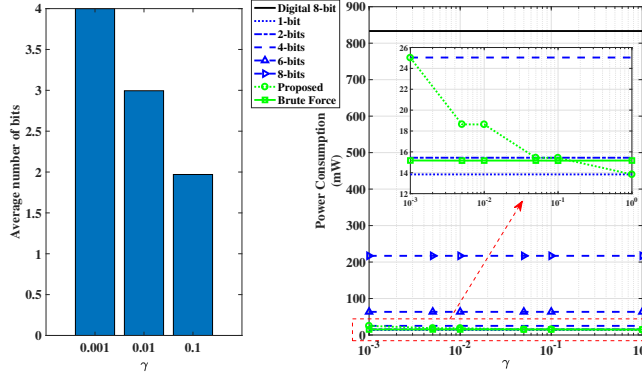 4
3.5
3
2.5
2
1.5
1
0.5
0
Average number of bits
0.001 0.01 0.1
γ
Digital 8-bit
1-bit
2-bits
4-bits
6-bits
8-bits
Proposed
Brute Force
900
800
700
600
500
400
300
200
100
0
Power Consumption
(mW)
26
24
22
20
18
16
14
12
10⁻³ 10⁻² 10⁻¹ 10⁰
10⁻³ 10⁻² 10⁻¹
γ